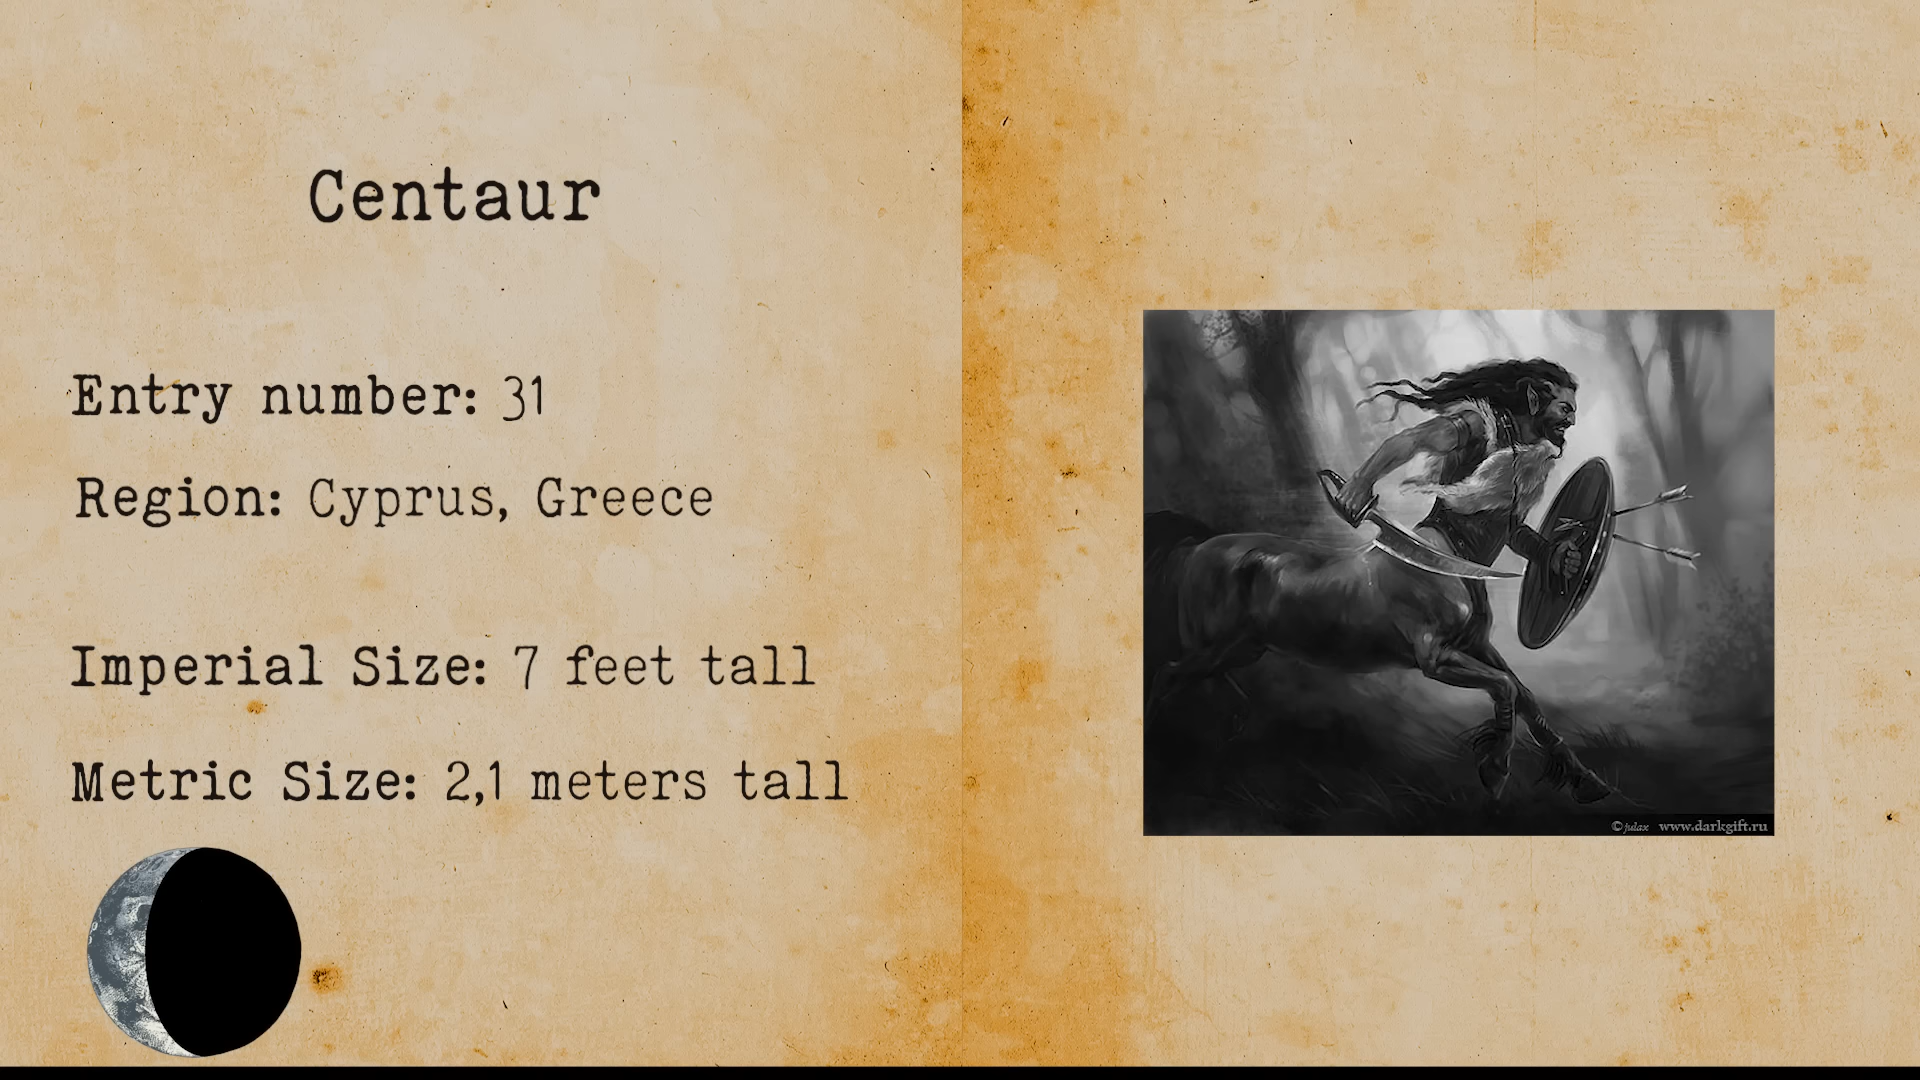 Centaur
Entry number: 31
Region: Cyprus, Greece
Imperial Size: 7 feet tall
Metric Size: 2,1 meters tall
© julax www.darkgift.ru